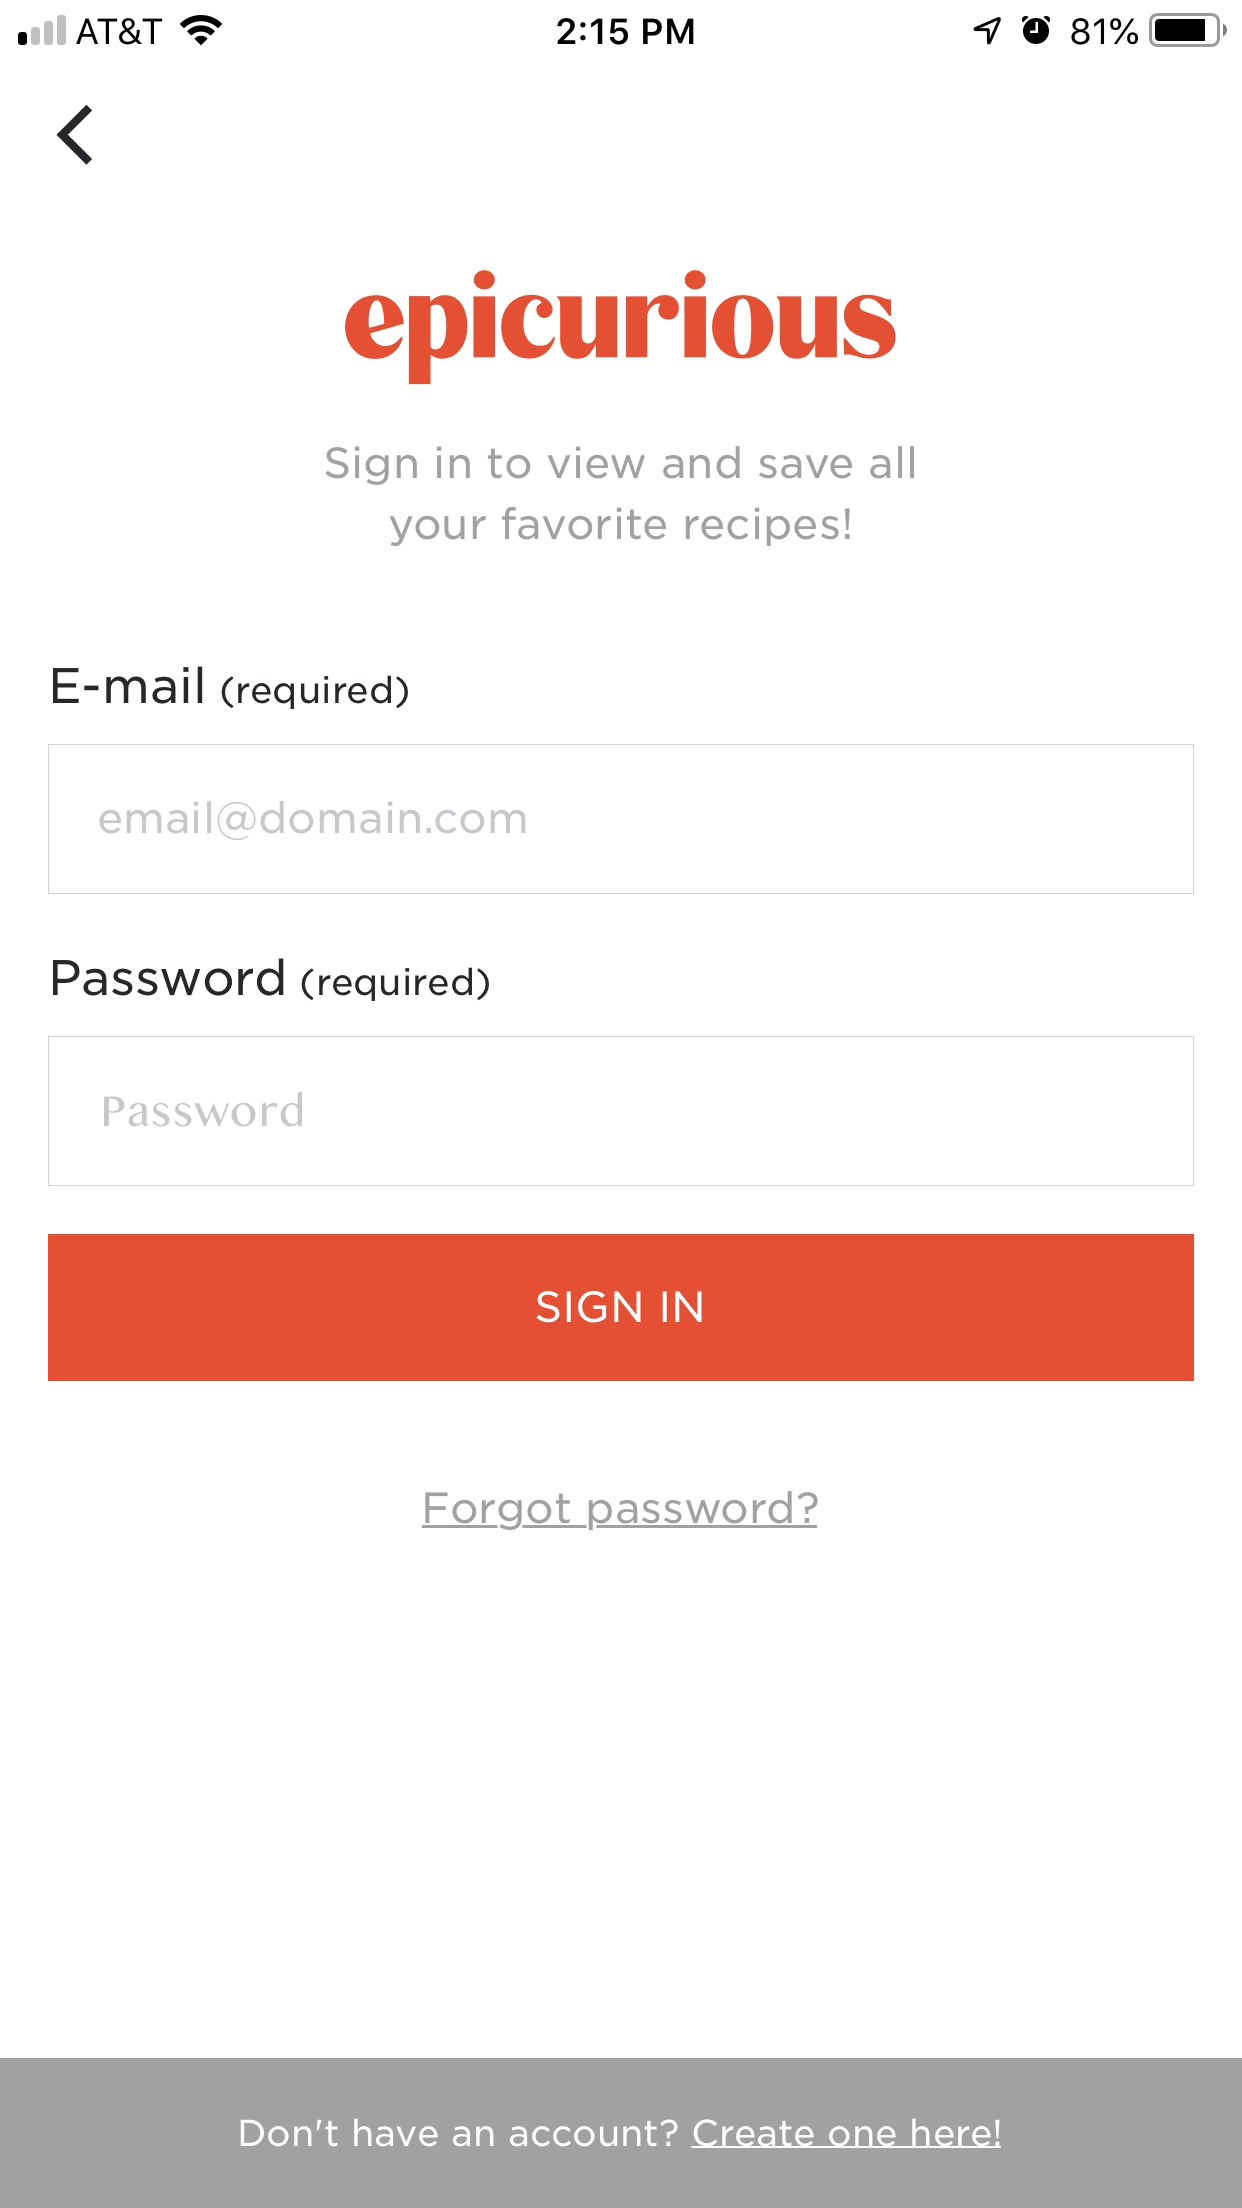 AT&T 2:15 PM 81%
epicurious
Sign in to view and save all
your favorite recipes!
E-mail (required)
email@domain.com
Password (required)
Password
SIGN IN
Forgot password?
Don't have an account? Create one here!